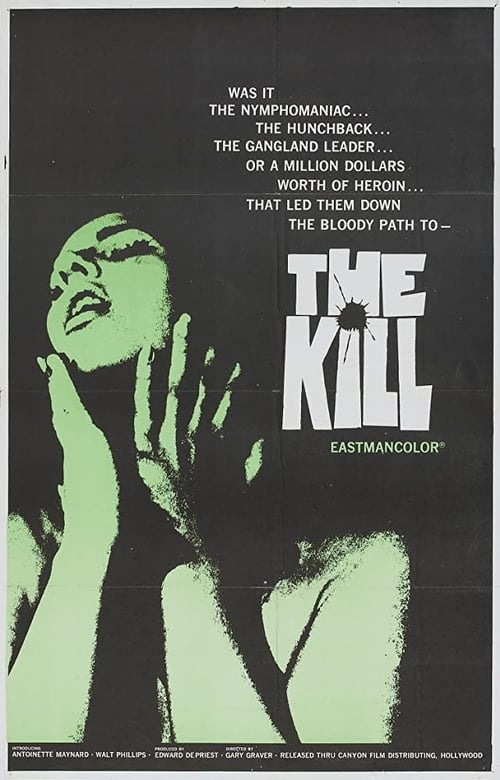 WAS IT
THE NYMPHOMANIAC...
THE HUNCHBACK...
THE GANGLAND LEADER...
OR A MILLION DOLLARS
WORTH OF HEROIN...
THAT LED THEM DOWN
THE BLOODY PATH TO—
THE
KILL
EASTMANCOLOR®
INTRODUCING PRODUCED BY DIRECTED BY
ANTOINETTE MAYNARD · WALT PHILLIPS · EDWARD DEPRIEST · GARY GRAVER · RELEASED THRU CANYON FILM DISTRIBUTING, HOLLYWOOD